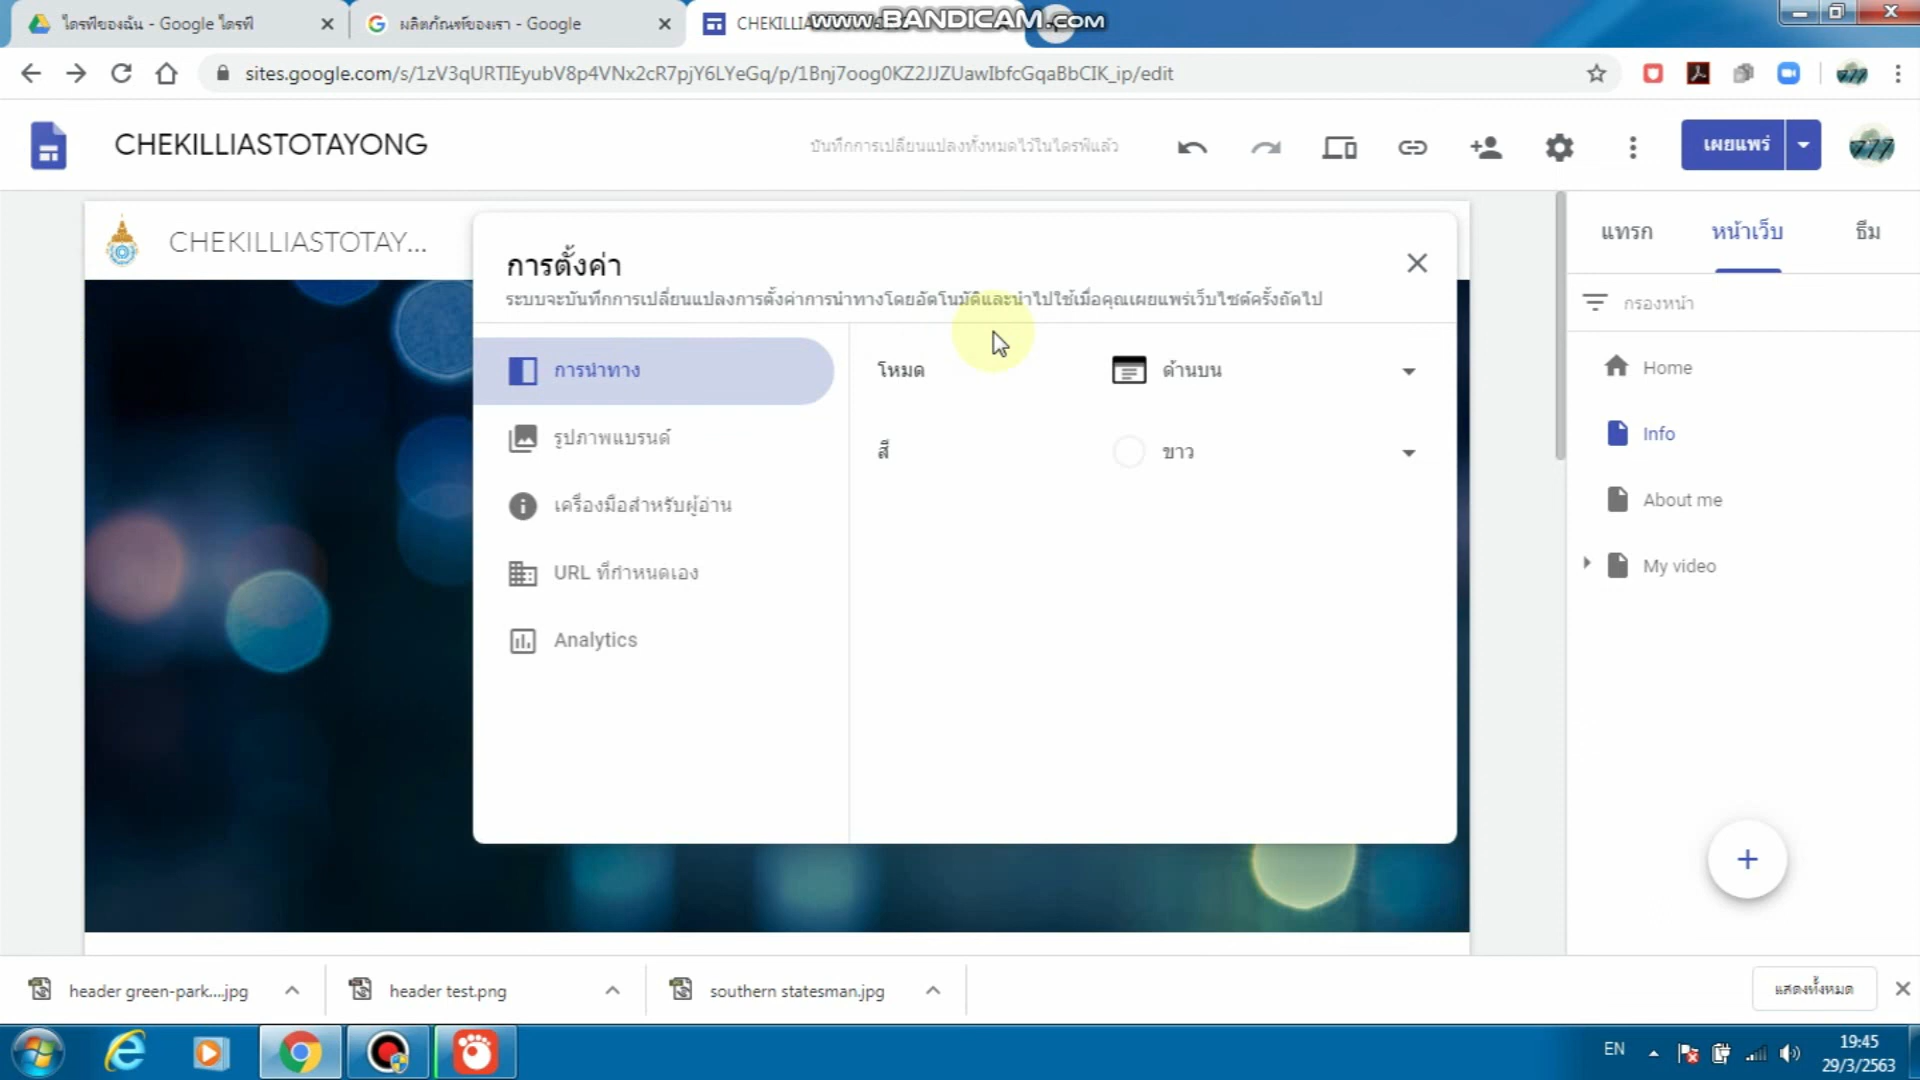 ไดรฟ์ของฉัน - Google ไดรฟ์
ผลิตภัณฑ์ของเรา - Google
www.BANDICAM.COM
sites.google.com/s/1zV3qURTIEyubV8p4VNx2cR7pjY6LYeGq/p/1Bnj7oog0KZ2JJZUawIbfcGqaBbCIK_ip/edit
CHEKILLIASTOTAYONG
บันทึกการเปลี่ยนแปลงทั้งหมดไว้ในไดรฟ์แล้ว
เผยแพร่
CHEKILLIASTOTAY...
การตั้งค่า
ระบบจะบันทึกการเปลี่ยนแปลงการตั้งค่าการนำทางโดยอัตโนมัติและนำไปใช้เมื่อคุณเผยแพร่เว็บไซต์ครั้งถัดไป
การนำทาง
รูปภาพแบรนด์
เครื่องมือสำหรับผู้อ่าน
URL ที่กำหนดเอง
Analytics
โหมด
ด้านบน
สี
ขาว
แทรก
หน้าเว็บ
ธีม
กรองหน้า
Home
Info
About me
My video
header green-park....jpg
header test.png
southern statesman.jpg
แสดงทั้งหมด
EN
19:45
29/3/2563